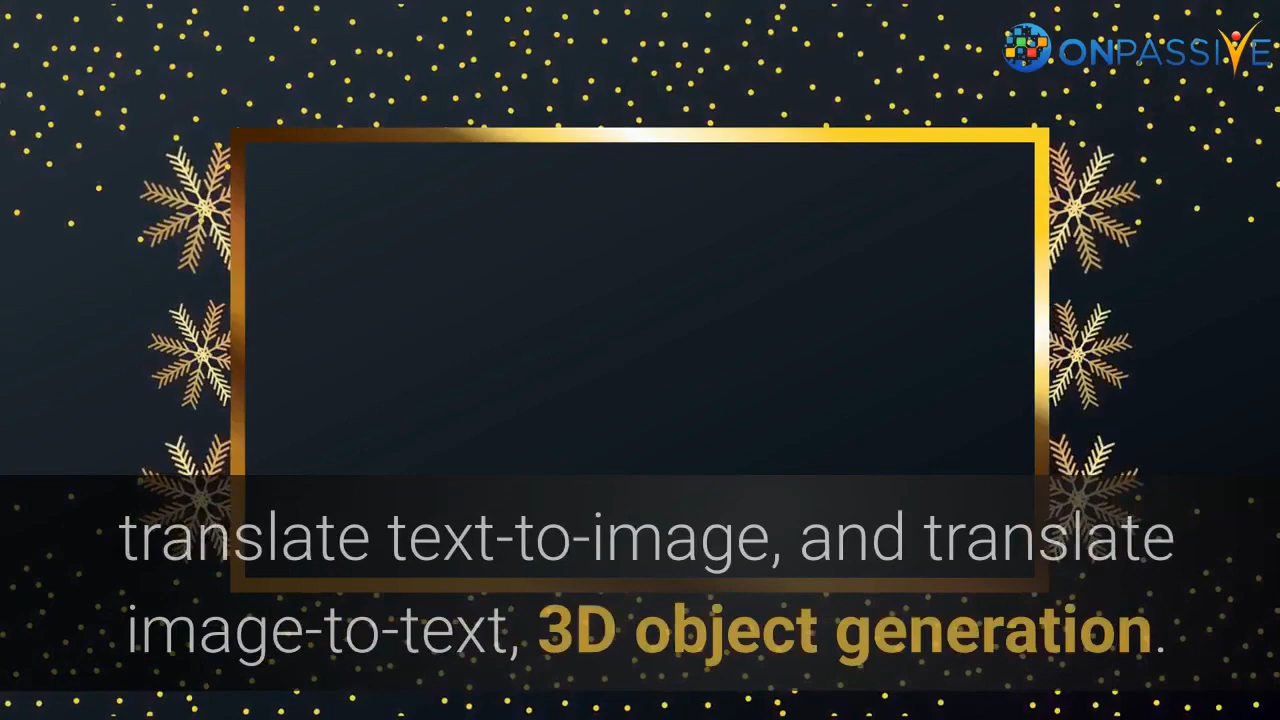 ONPASSIVE
translate text-to-image, and translate
image-to-text, 3D object generation.